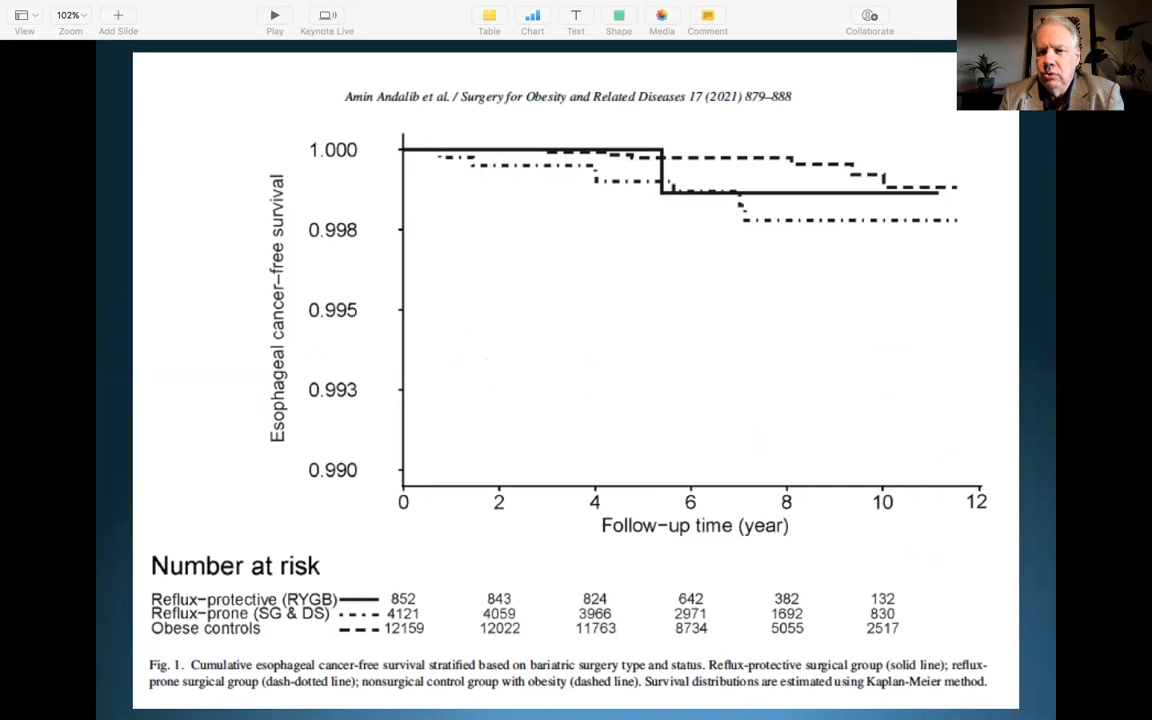 102%
View
Zoom
Add Slide
Play
Keynote Live
Table
Chart
Text
Shape
Media
Comment
Collaborate
Amin Andalib et al. / Surgery for Obesity and Related Diseases 17 (2021) 879–888
Esophageal cancer−free survival
1.000
0.998
0.995
0.993
0.990
0 2 4 6 8 10 12
Follow−up time (year)
Number at risk
Reflux−protective (RYGB) 852 843 824 642 382 132
Reflux−prone (SG & DS) 4121 4059 3966 2971 1692 830
Obese controls 12159 12022 11763 8734 5055 2517
Fig. 1. Cumulative esophageal cancer-free survival stratified based on bariatric surgery type and status. Reflux-protective surgical group (solid line); reflux-
prone surgical group (dash-dotted line); nonsurgical control group with obesity (dashed line). Survival distributions are estimated using Kaplan-Meier method.